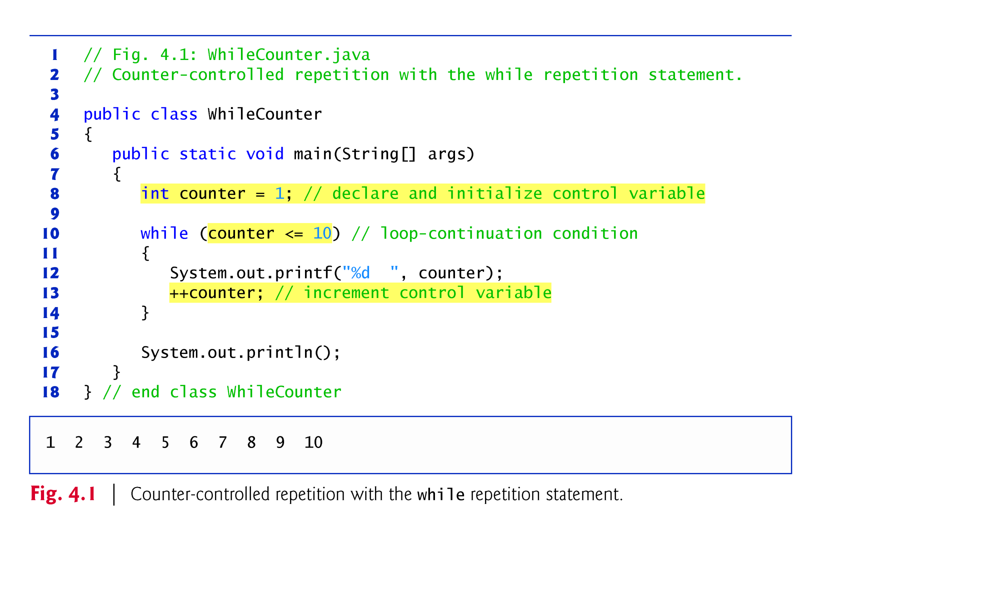 1 // Fig. 4.1: WhileCounter.java
2 // Counter-controlled repetition with the while repetition statement.
3
4 public class WhileCounter
5 {
6    public static void main(String[] args)
7    {
8       int counter = 1; // declare and initialize control variable
9
10       while (counter <= 10) // loop-continuation condition
11       {
12          System.out.printf("%d  ", counter);
13          ++counter; // increment control variable
14       }
15
16       System.out.println();
17    }
18 } // end class WhileCounter
1  2  3  4  5  6  7  8  9  10
Fig. 4.1 | Counter-controlled repetition with the while repetition statement.